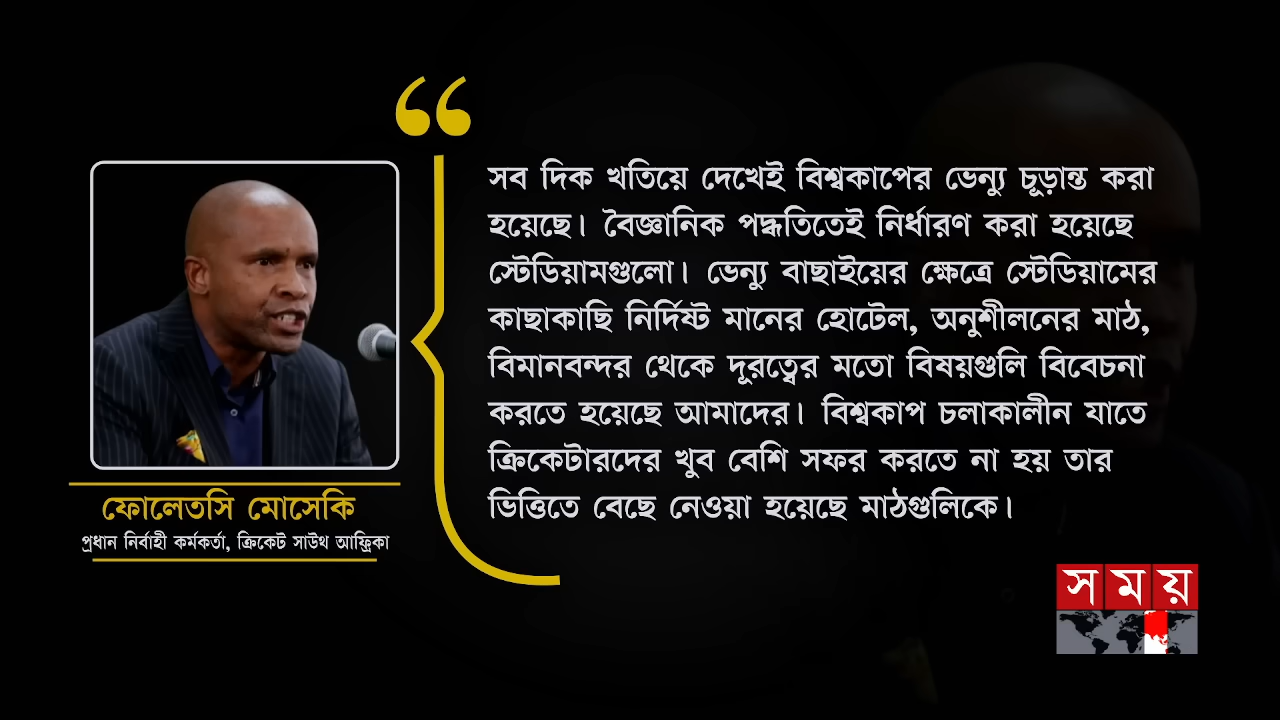 সব দিক খতিয়ে দেখেই বিশ্বকাপের ভেন্যু চূড়ান্ত করা
হয়েছে। বৈজ্ঞানিক পদ্ধতিতেই নির্ধারণ করা হয়েছে
স্টেডিয়ামগুলো। ভেন্যু বাছাইয়ের ক্ষেত্রে স্টেডিয়ামের
কাছাকাছি নির্দিষ্ট মানের হোটেল, অনুশীলনের মাঠ,
বিমানবন্দর থেকে দূরত্বের মতো বিষয়গুলি বিবেচনা
করতে হয়েছে আমাদের। বিশ্বকাপ চলাকালীন যাতে
ক্রিকেটারদের খুব বেশি সফর করতে না হয় তার
ভিত্তিতে বেছে নেওয়া হয়েছে মাঠগুলিকে।
ফোলেতসি মোসেকি
প্রধান নির্বাহী কর্মকর্তা, ক্রিকেট সাউথ আফ্রিকা
সময়